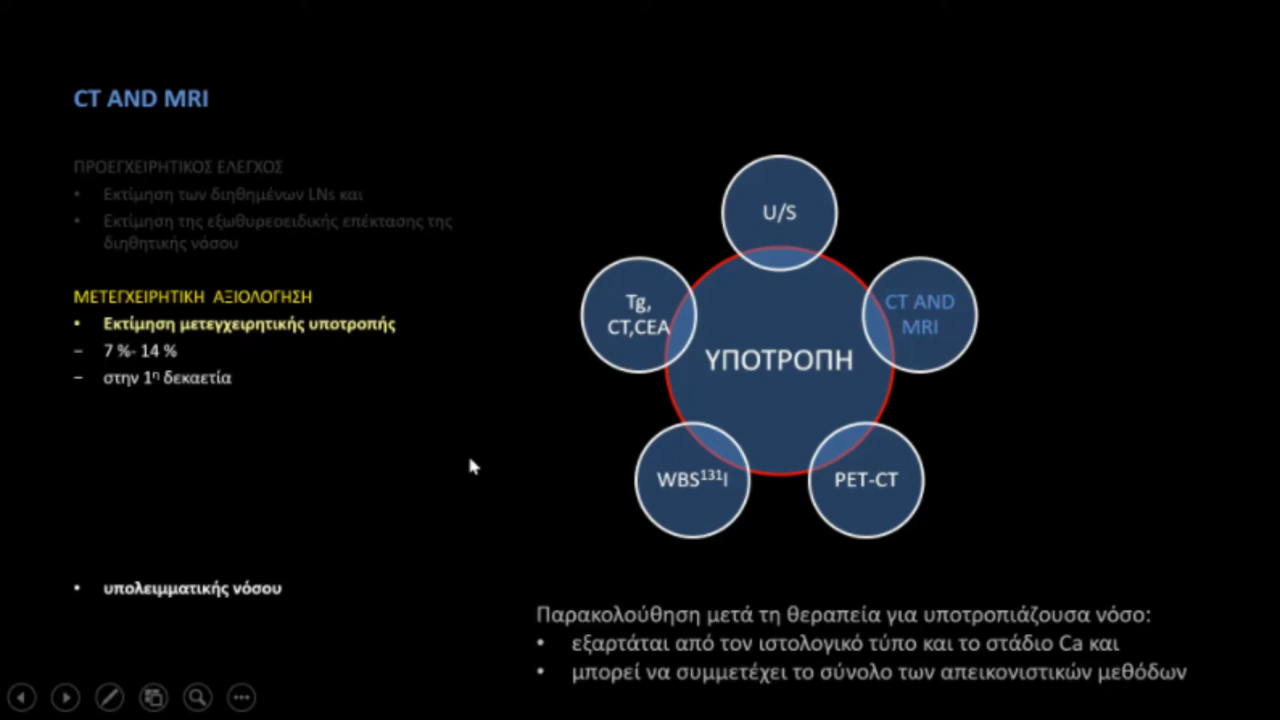 CT AND MRI
ΠΡΟΕΓΧΕΙΡΗΤΙΚΟΣ ΕΛΕΓΧΟΣ
• Εκτίμηση των διηθημένων LNs και
• Εκτίμηση της εξωθυρεοειδικής επέκτασης της
διηθητικής νόσου
ΜΕΤΕΓΧΕΙΡΗΤΙΚΗ ΑΞΙΟΛΟΓΗΣΗ
• Εκτίμηση μετεγχειρητικής υποτροπής
– 7 %- 14 %
– στην 1η δεκαετία
• υπολειμματικής νόσου
U/S
Tg,
CT,CEA
CT AND
MRI
ΥΠΟΤΡΟΠΗ
WBS¹³¹I
PET-CT
Παρακολούθηση μετά τη θεραπεία για υποτροπιάζουσα νόσο:
• εξαρτάται από τον ιστολογικό τύπο και το στάδιο Ca και
• μπορεί να συμμετέχει το σύνολο των απεικονιστικών μεθόδων